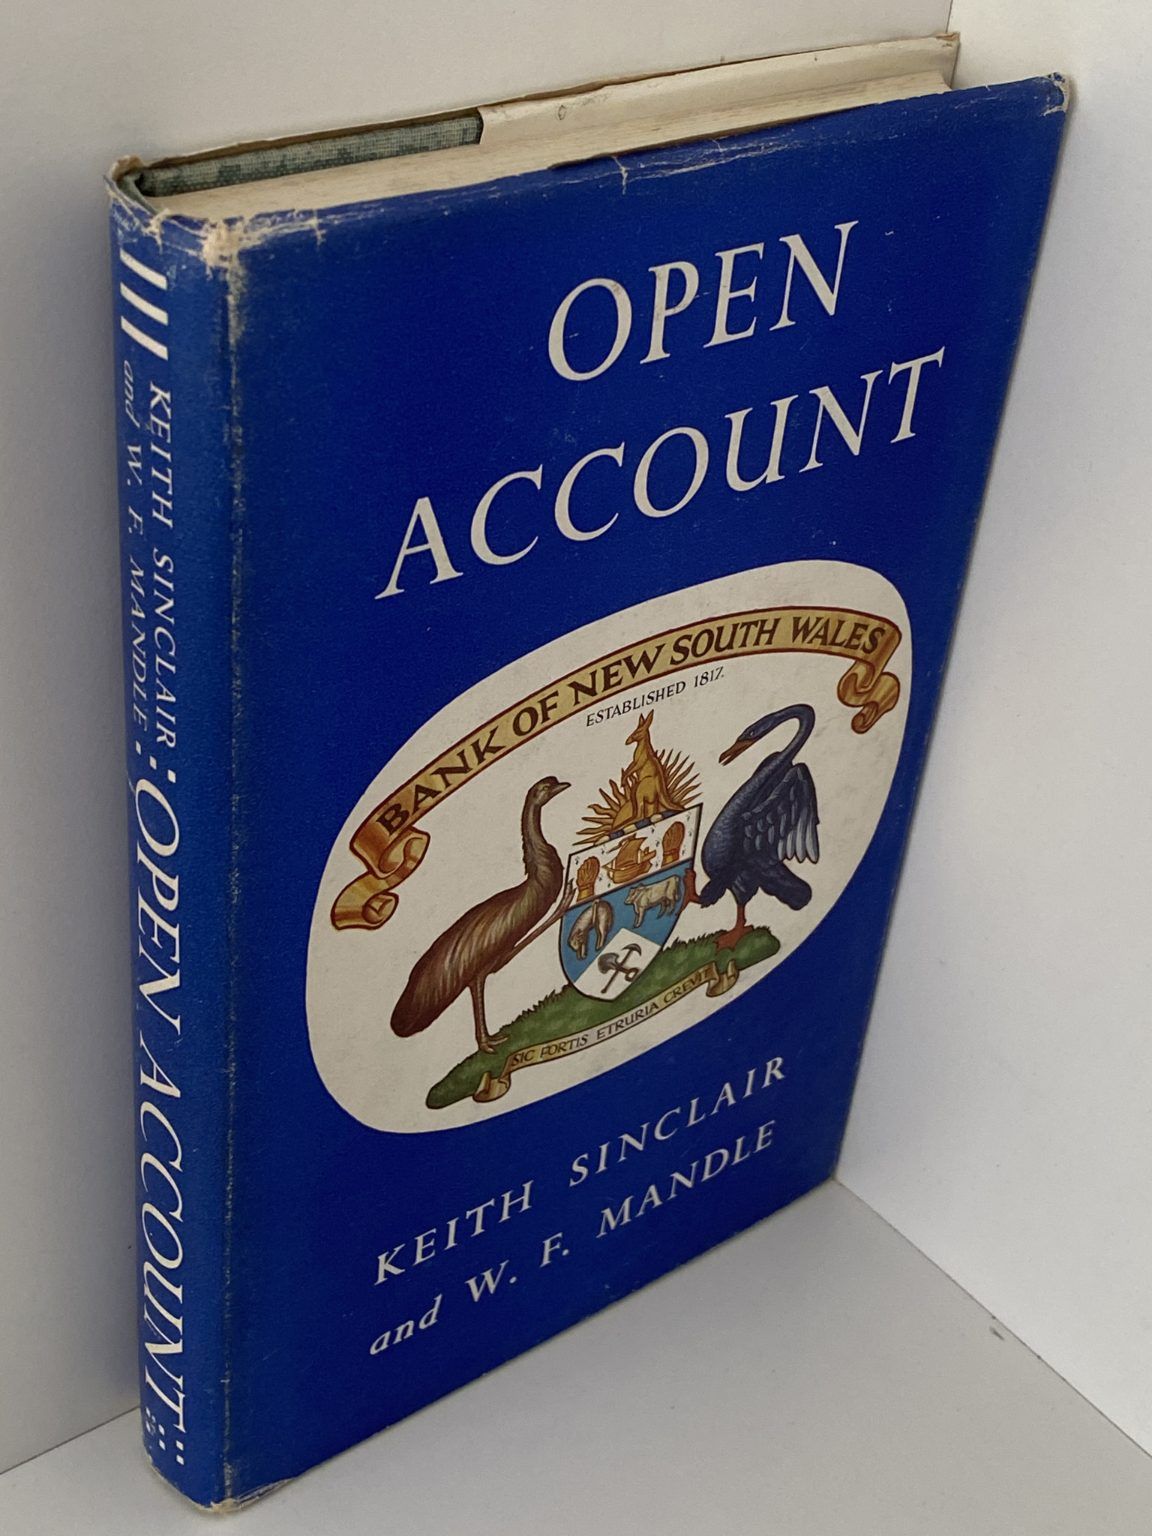 OPEN
ACCOUNT
BANK OF NEW SOUTH WALES
ESTABLISHED 1817.
SIC FORTIS ETRURIA CREVIT
KEITH SINCLAIR
and W. F. MANDLE
KEITH SINCLAIR
and W. F. MANDLE
OPEN ACCOUNT